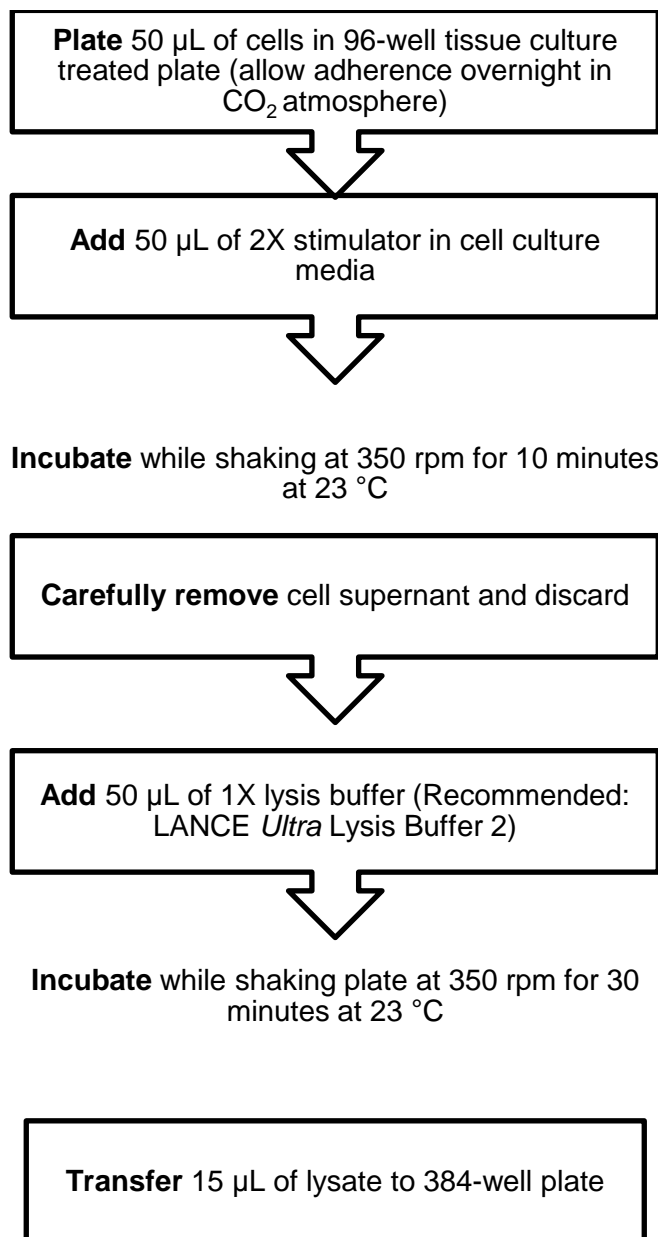 Plate 50 µL of cells in 96-well tissue culture
treated plate (allow adherence overnight in
CO₂ atmosphere)
Add 50 µL of 2X stimulator in cell culture
media
Incubate while shaking at 350 rpm for 10 minutes
at 23 °C
Carefully remove cell supernant and discard
Add 50 µL of 1X lysis buffer (Recommended:
LANCE Ultra Lysis Buffer 2)
Incubate while shaking plate at 350 rpm for 30
minutes at 23 °C
Transfer 15 µL of lysate to 384-well plate